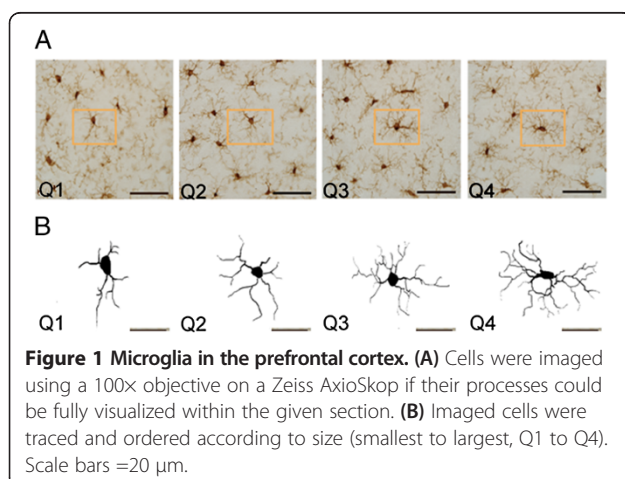 A
Q1 Q2 Q3 Q4
B
Q1 Q2 Q3 Q4
Figure 1 Microglia in the prefrontal cortex. (A) Cells were imaged
using a 100× objective on a Zeiss AxioSkop if their processes could
be fully visualized within the given section. (B) Imaged cells were
traced and ordered according to size (smallest to largest, Q1 to Q4).
Scale bars =20 μm.